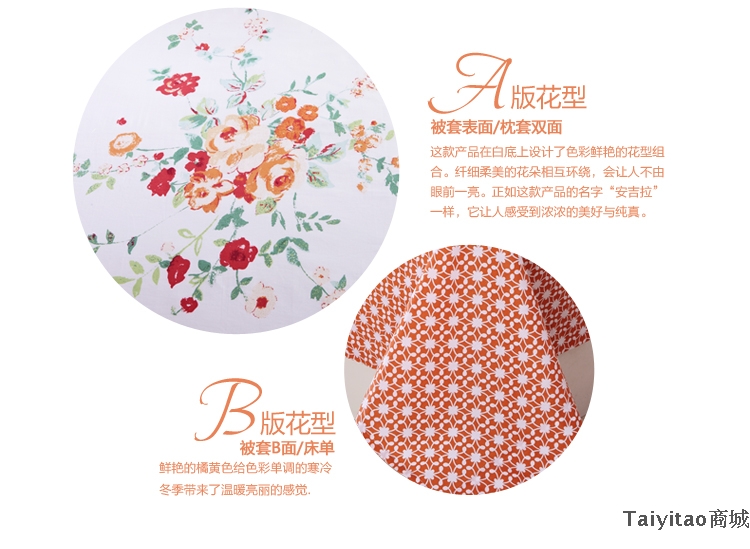 A版花型
被套表面/枕套双面
这款产品在白底上设计了色彩鲜艳的花型组
合。纤细柔美的花朵相互环绕，会让人不由
眼前一亮。正如这款产品的名字“安吉拉”
一样，它让人感受到浓浓的美好与纯真。
B版花型
被套B面/床单
鲜艳的橘黄色给色彩单调的寒冷
冬季带来了温暖亮丽的感觉.
Taiyitao商城